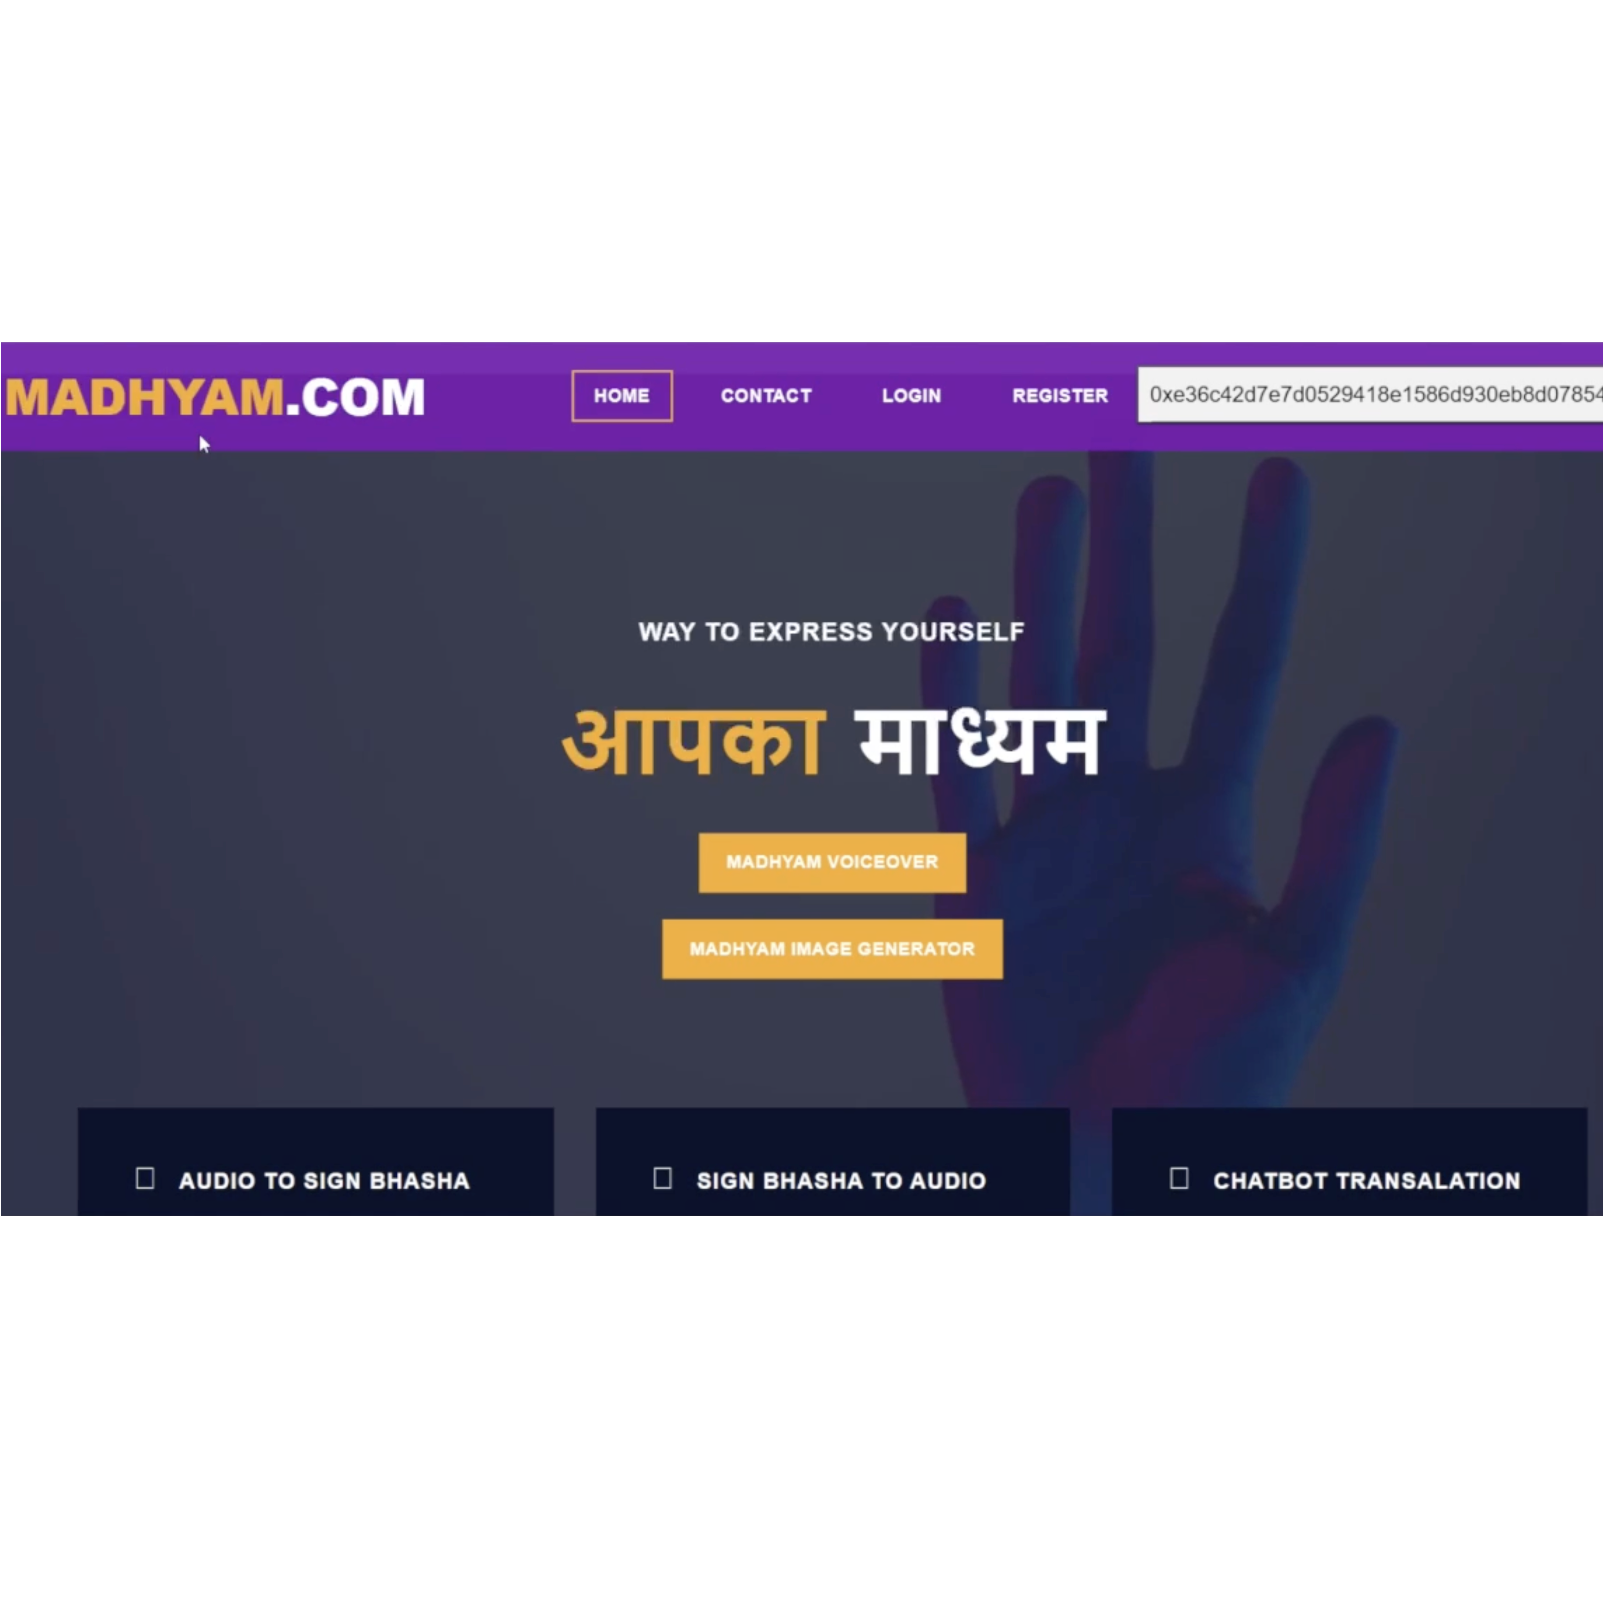 MADHYAM.COM
HOME CONTACT LOGIN REGISTER 0xe36c42d7e7d0529418e1586d930eb8d07854
WAY TO EXPRESS YOURSELF
आपका माध्यम
MADHYAM VOICEOVER
MADHYAM IMAGE GENERATOR
AUDIO TO SIGN BHASHA
SIGN BHASHA TO AUDIO
CHATBOT TRANSALATION